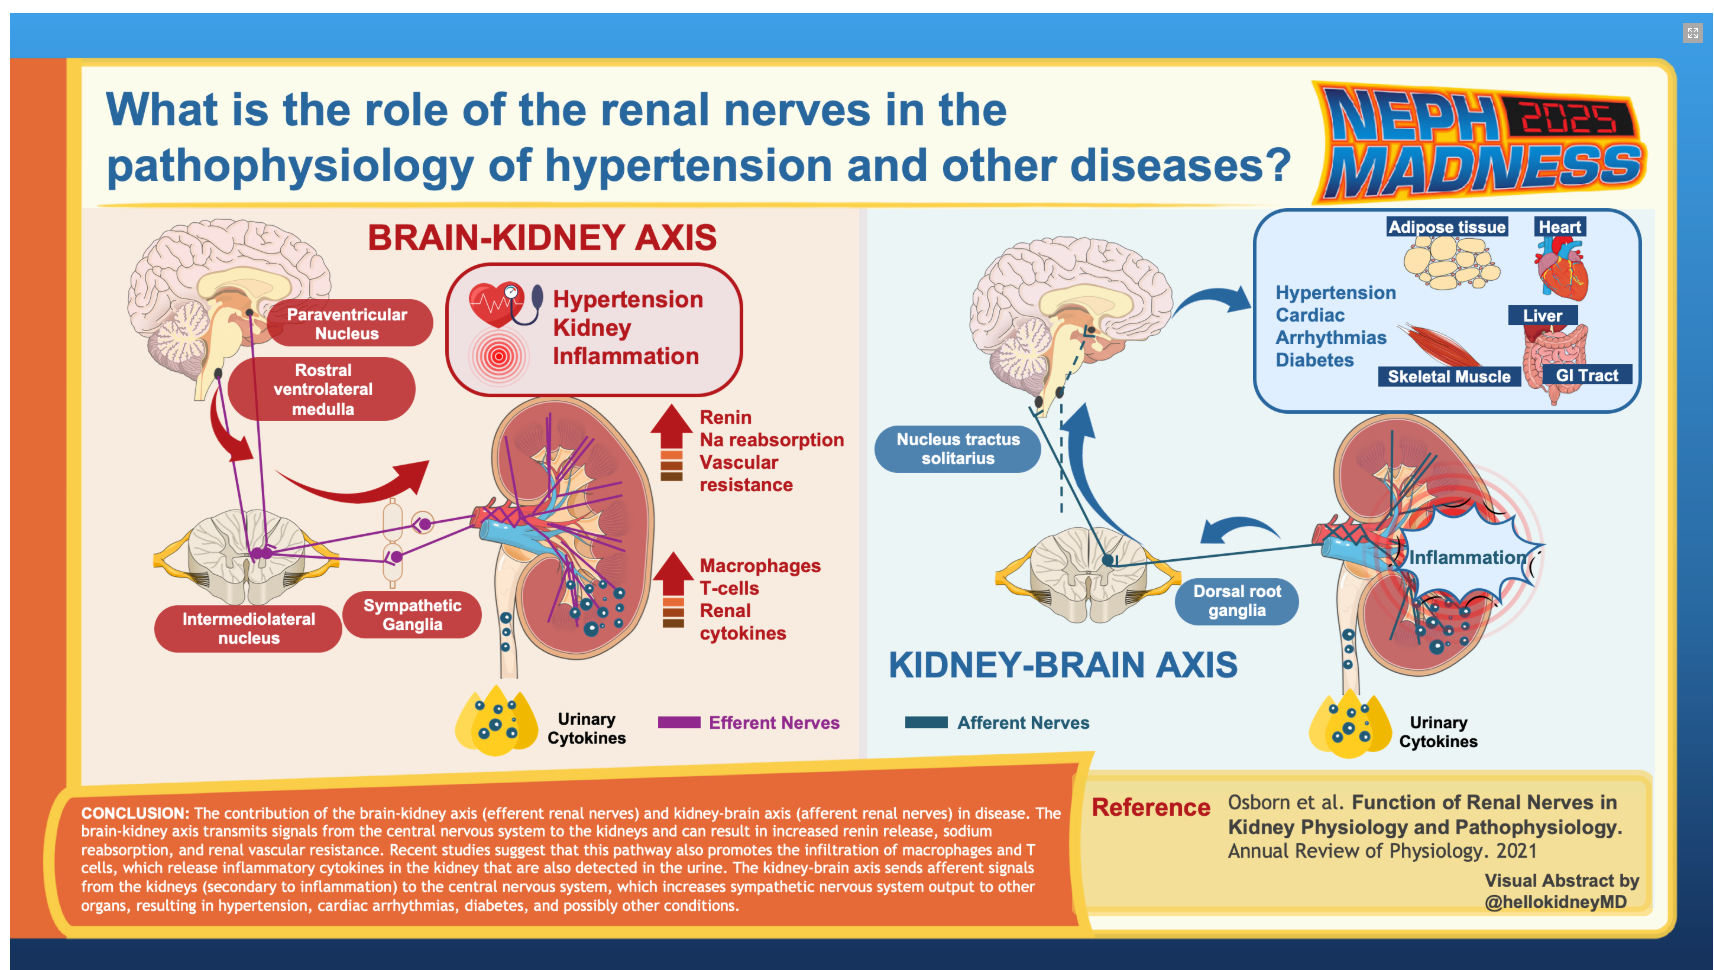 What is the role of the renal nerves in the
pathophysiology of hypertension and other diseases?
NEPH 2025
MADNESS
BRAIN-KIDNEY AXIS
Paraventricular
Nucleus
Rostral
ventrolateral
medulla
Hypertension
Kidney
Inflammation
Renin
Na reabsorption
Vascular
resistance
Macrophages
T-cells
Renal
cytokines
Intermediolateral
nucleus
Sympathetic
Ganglia
Urinary
Cytokines
Efferent Nerves
Adipose tissue
Heart
Hypertension
Cardiac
Arrhythmias
Diabetes
Liver
Skeletal Muscle
GI Tract
Nucleus tractus
solitarius
Inflammation
Dorsal root
ganglia
KIDNEY-BRAIN AXIS
Afferent Nerves
Urinary
Cytokines
CONCLUSION: The contribution of the brain-kidney axis (efferent renal nerves) and kidney-brain axis (afferent renal nerves) in disease. The
brain-kidney axis transmits signals from the central nervous system to the kidneys and can result in increased renin release, sodium
reabsorption, and renal vascular resistance. Recent studies suggest that this pathway also promotes the infiltration of macrophages and T
cells, which release inflammatory cytokines in the kidney that are also detected in the urine. The kidney-brain axis sends afferent signals
from the kidneys (secondary to inflammation) to the central nervous system, which increases sympathetic nervous system output to other
organs, resulting in hypertension, cardiac arrhythmias, diabetes, and possibly other conditions.
Reference
Osborn et al. Function of Renal Nerves in
Kidney Physiology and Pathophysiology.
Annual Review of Physiology. 2021
Visual Abstract by
@hellokidneyMD